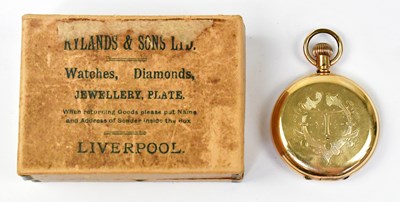 RYLANDS & SONS LTD.
Watches, Diamonds,
JEWELLERY, PLATE.
When returning Goods please put Name
and Address of Sender inside the Box
LIVERPOOL.